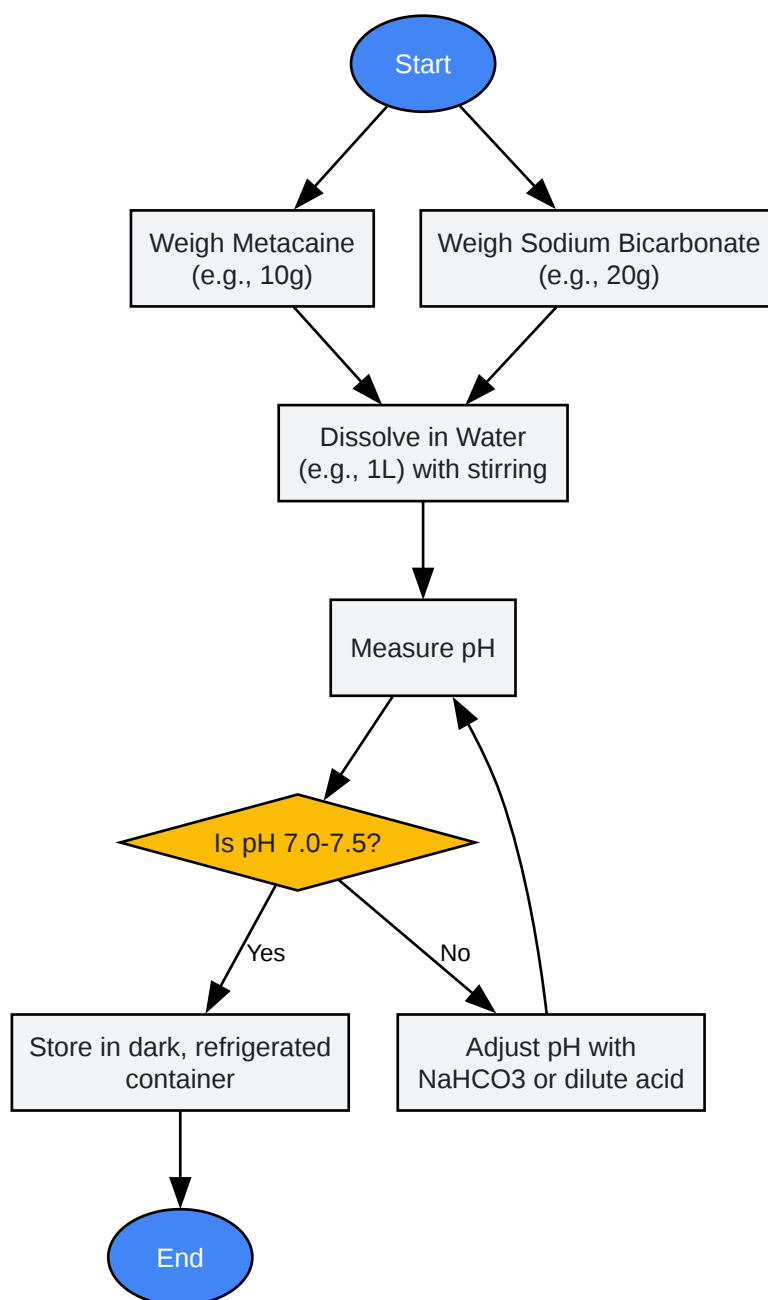 Start
Weigh Metacaine
(e.g., 10g)
Weigh Sodium Bicarbonate
(e.g., 20g)
Dissolve in Water
(e.g., 1L) with stirring
Measure pH
Is pH 7.0-7.5?
Yes
No
Store in dark, refrigerated
container
Adjust pH with
NaHCO3 or dilute acid
End